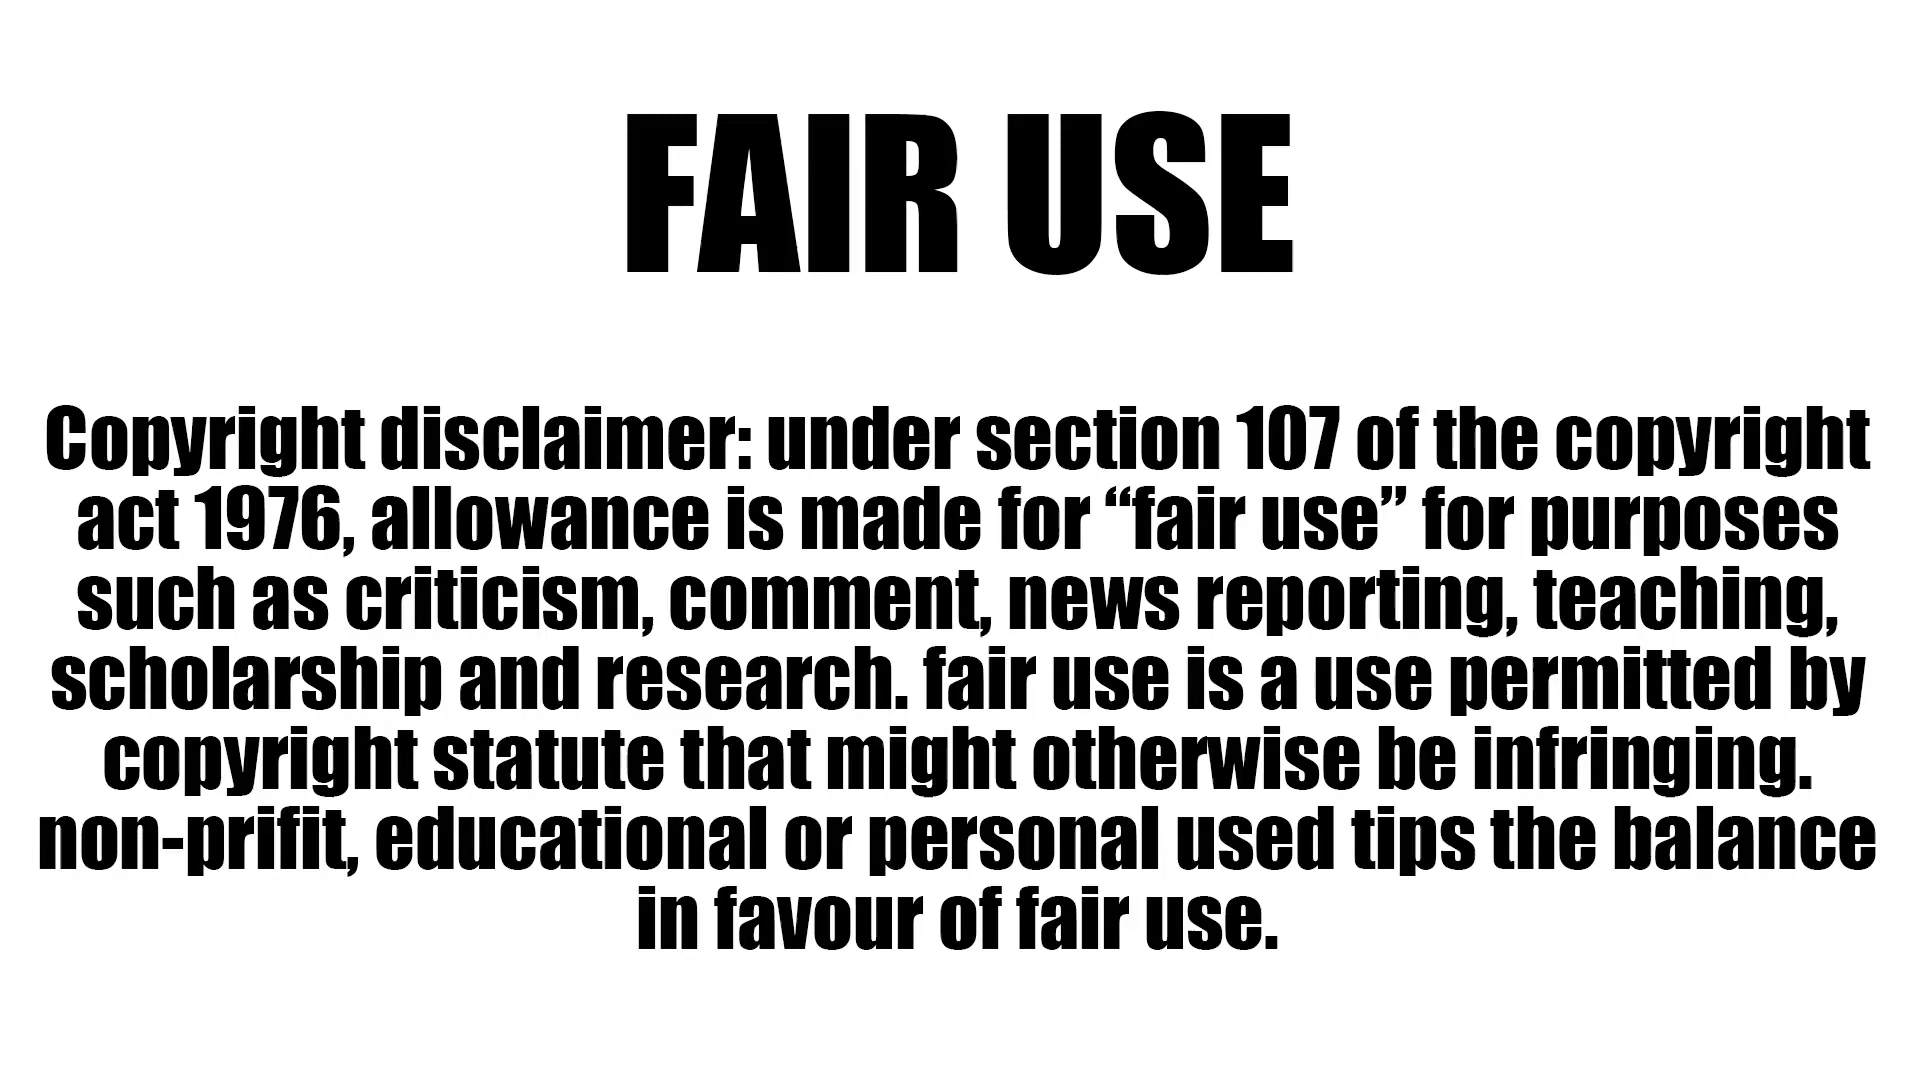 FAIR USE
Copyright disclaimer: under section 107 of the copyright
act 1976, allowance is made for “fair use” for purposes
such as criticism, comment, news reporting, teaching,
scholarship and research. fair use is a use permitted by
copyright statute that might otherwise be infringing.
non-prifit, educational or personal used tips the balance
in favour of fair use.